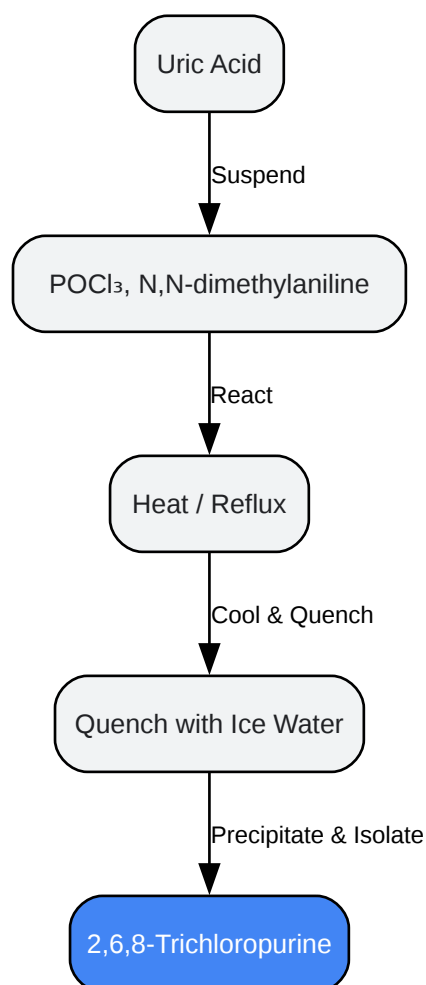 Uric Acid
Suspend
POCl₃, N,N-dimethylaniline
React
Heat / Reflux
Cool & Quench
Quench with Ice Water
Precipitate & Isolate
2,6,8-Trichloropurine